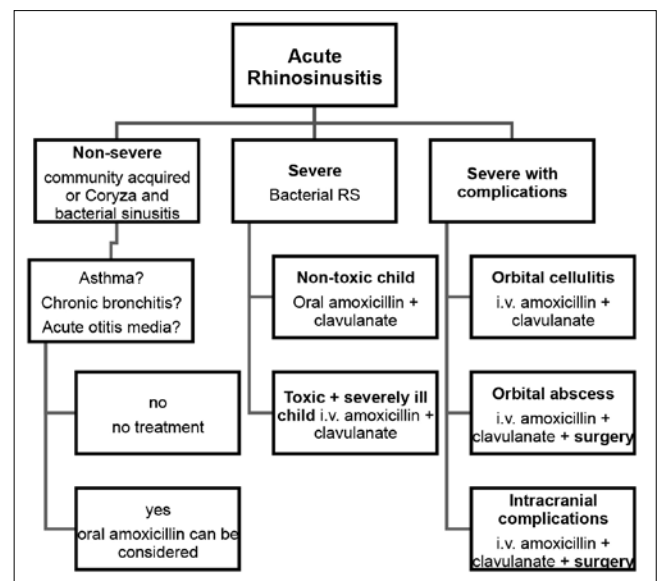 Acute
Rhinosinusitis
Non-severe
community acquired
or Coryza and
bacterial sinusitis
Severe
Bacterial RS
Severe with
complications
Asthma?
Chronic bronchitis?
Acute otitis media?
no
no treatment
yes
oral amoxicillin can be
considered
Non-toxic child
Oral amoxicillin +
clavulanate
Toxic + severely ill
child i.v. amoxicillin +
clavulanate
Orbital cellulitis
i.v. amoxicillin +
clavulanate
Orbital abscess
i.v. amoxicillin +
clavulanate + surgery
Intracranial
complications
i.v. amoxicillin +
clavulanate + surgery